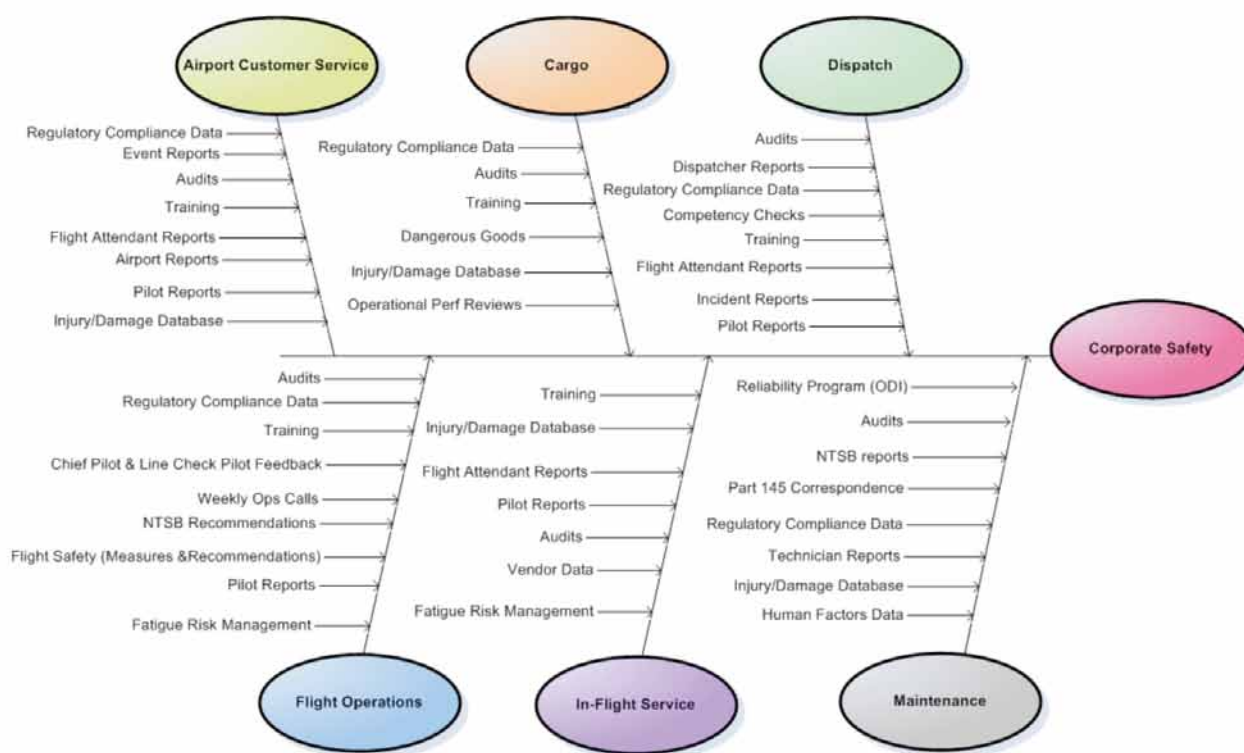 Airport Customer Service
Regulatory Compliance Data
Event Reports
Audits
Training
Flight Attendant Reports
Airport Reports
Pilot Reports
Injury/Damage Database
Cargo
Regulatory Compliance Data
Audits
Training
Dangerous Goods
Injury/Damage Database
Operational Perf Reviews
Dispatch
Audits
Dispatcher Reports
Regulatory Compliance Data
Competency Checks
Training
Flight Attendant Reports
Incident Reports
Pilot Reports
Corporate Safety
Audits
Regulatory Compliance Data
Training
Chief Pilot & Line Check Pilot Feedback
Weekly Ops Calls
NTSB Recommendations
Flight Safety (Measures &Recommendations)
Pilot Reports
Fatigue Risk Management
Flight Operations
Training
Injury/Damage Database
Flight Attendant Reports
Pilot Reports
Audits
Vendor Data
Fatigue Risk Management
In-Flight Service
Reliability Program (ODI)
Audits
NTSB reports
Part 145 Correspondence
Regulatory Compliance Data
Technician Reports
Injury/Damage Database
Human Factors Data
Maintenance